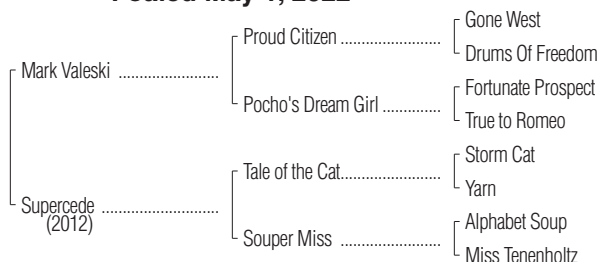 Foaled May 1, 2022
Gone West
Proud Citizen ........................
Drums Of Freedom
Mark Valeski ........................
Fortunate Prospect
Pocho's Dream Girl ..............
True to Romeo
Storm Cat
Tale of the Cat........................
Yarn
Supercede ............................
(2012)
Alphabet Soup
Souper Miss ........................
Miss Tenenholtz